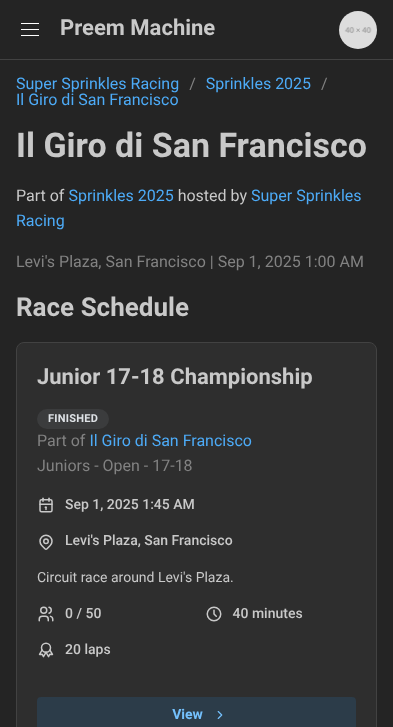 Preem Machine
40 × 40
Super Sprinkles Racing / Sprinkles 2025 /
Il Giro di San Francisco
Il Giro di San Francisco
Part of Sprinkles 2025 hosted by Super Sprinkles
Racing
Levi's Plaza, San Francisco | Sep 1, 2025 1:00 AM
Race Schedule
Junior 17-18 Championship
FINISHED
Part of Il Giro di San Francisco
Juniors - Open - 17-18
Sep 1, 2025 1:45 AM
Levi's Plaza, San Francisco
Circuit race around Levi's Plaza.
0 / 50 40 minutes
20 laps
View